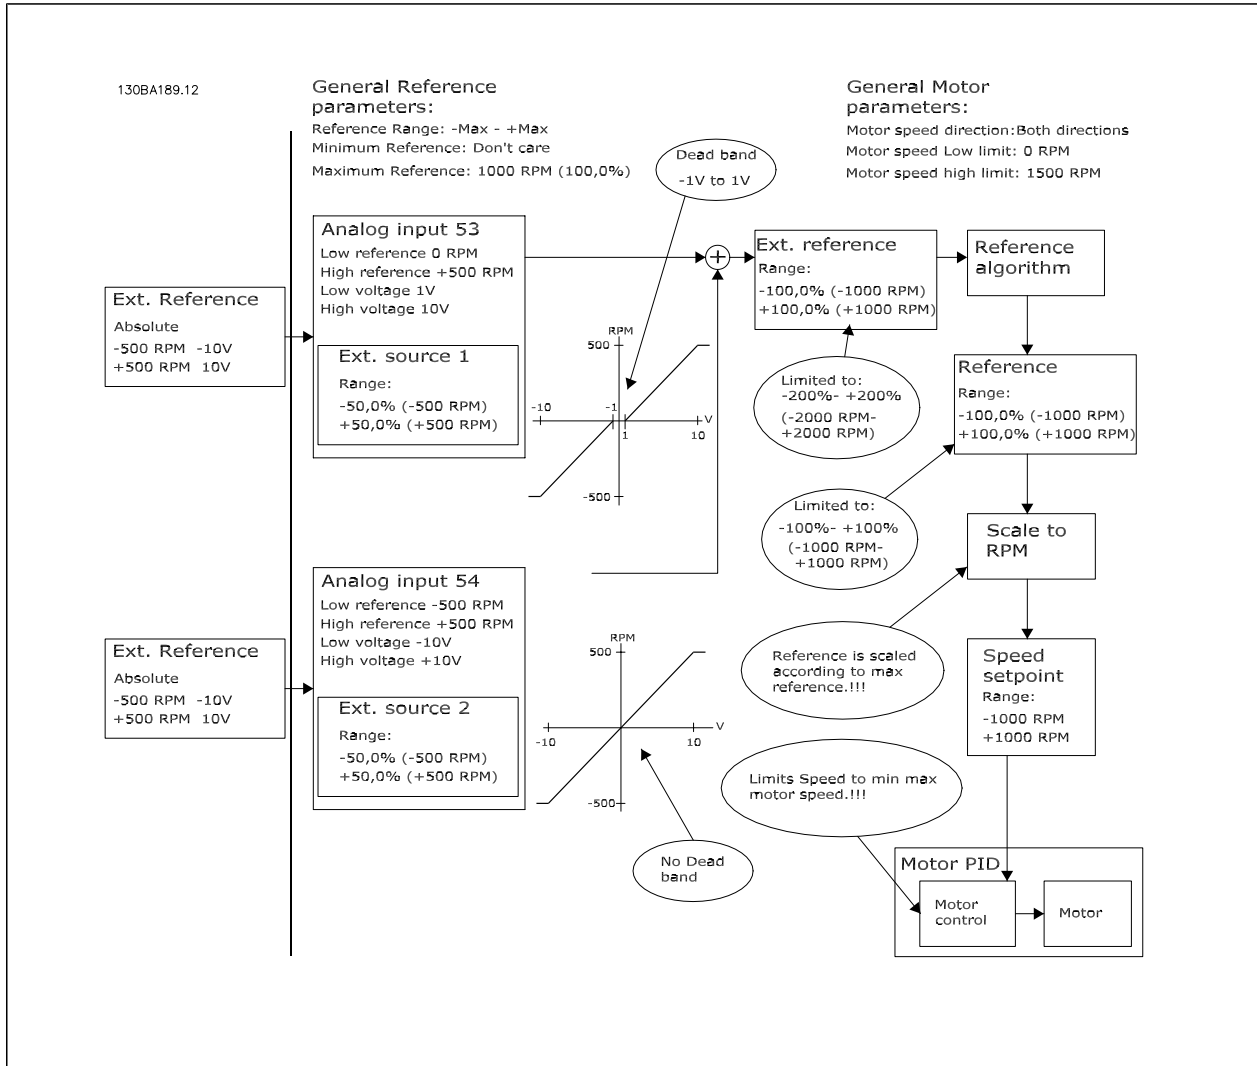 130BA189.12
General Reference
parameters:
Reference Range: -Max - +Max
Minimum Reference: Don't care
Maximum Reference: 1000 RPM (100,0%)
General Motor
parameters:
Motor speed direction:Both directions
Motor speed Low limit: 0 RPM
Motor speed high limit: 1500 RPM
Dead band
-1V to 1V
Ext. Reference
Absolute
-500 RPM -10V
+500 RPM 10V
Analog input 53
Low reference 0 RPM
High reference +500 RPM
Low voltage 1V
High voltage 10V
Ext. source 1
Range:
-50,0% (-500 RPM)
+50,0% (+500 RPM)
RPM
500
-10
-1
V
1
10
-500
+
Ext. reference
Range:
-100,0% (-1000 RPM)
+100,0% (+1000 RPM)
Reference
algorithm
Limited to:
-200%- +200%
(-2000 RPM-
+2000 RPM)
Reference
Range:
-100,0% (-1000 RPM)
+100,0% (+1000 RPM)
Limited to:
-100%- +100%
(-1000 RPM-
+1000 RPM)
Scale to
RPM
Ext. Reference
Absolute
-500 RPM -10V
+500 RPM 10V
Analog input 54
Low reference -500 RPM
High reference +500 RPM
Low voltage -10V
High voltage +10V
Ext. source 2
Range:
-50,0% (-500 RPM)
+50,0% (+500 RPM)
RPM
500
V
-10
10
-500
No Dead
band
Reference is scaled
according to max
reference.!!!
Speed
setpoint
Range:
-1000 RPM
+1000 RPM
Limits Speed to min max
motor speed.!!!
Motor PID
Motor
control
Motor